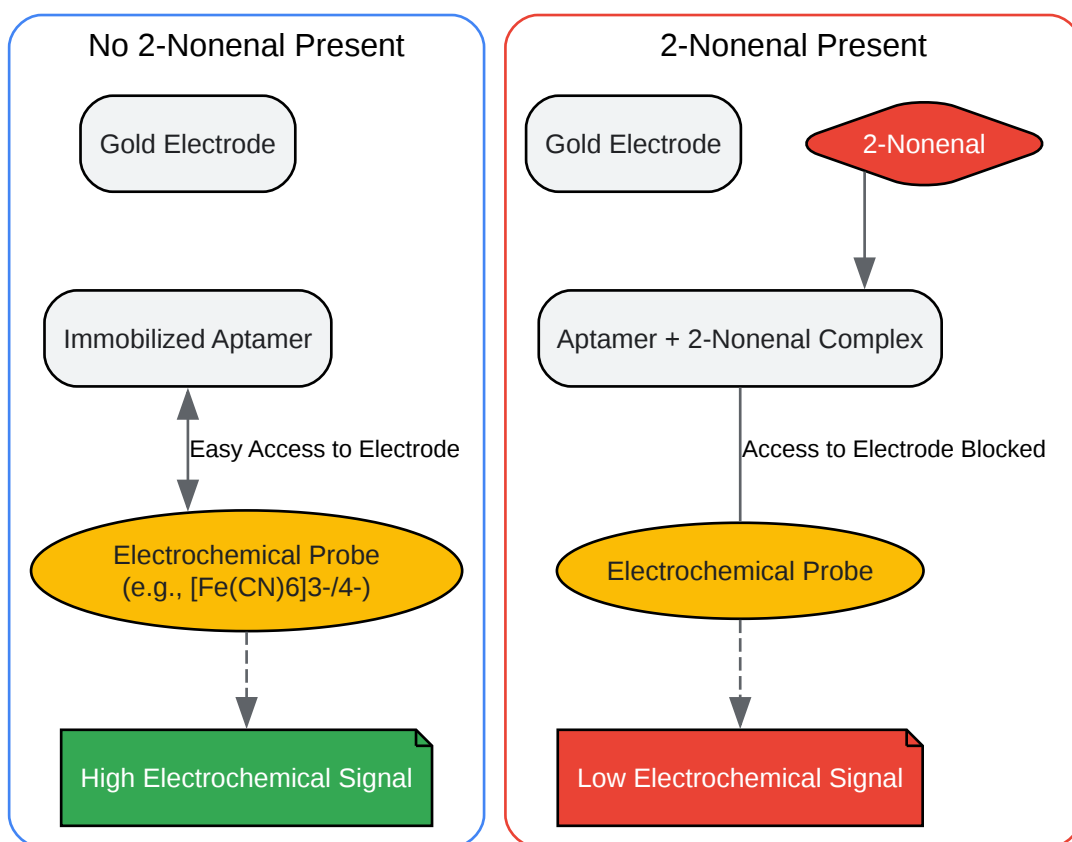 No 2-Nonenal Present
Gold Electrode
Immobilized Aptamer
Easy Access to Electrode
Electrochemical Probe
(e.g., [Fe(CN)6]3-/4-)
High Electrochemical Signal
2-Nonenal Present
Gold Electrode
2-Nonenal
Aptamer + 2-Nonenal Complex
Access to Electrode Blocked
Electrochemical Probe
Low Electrochemical Signal